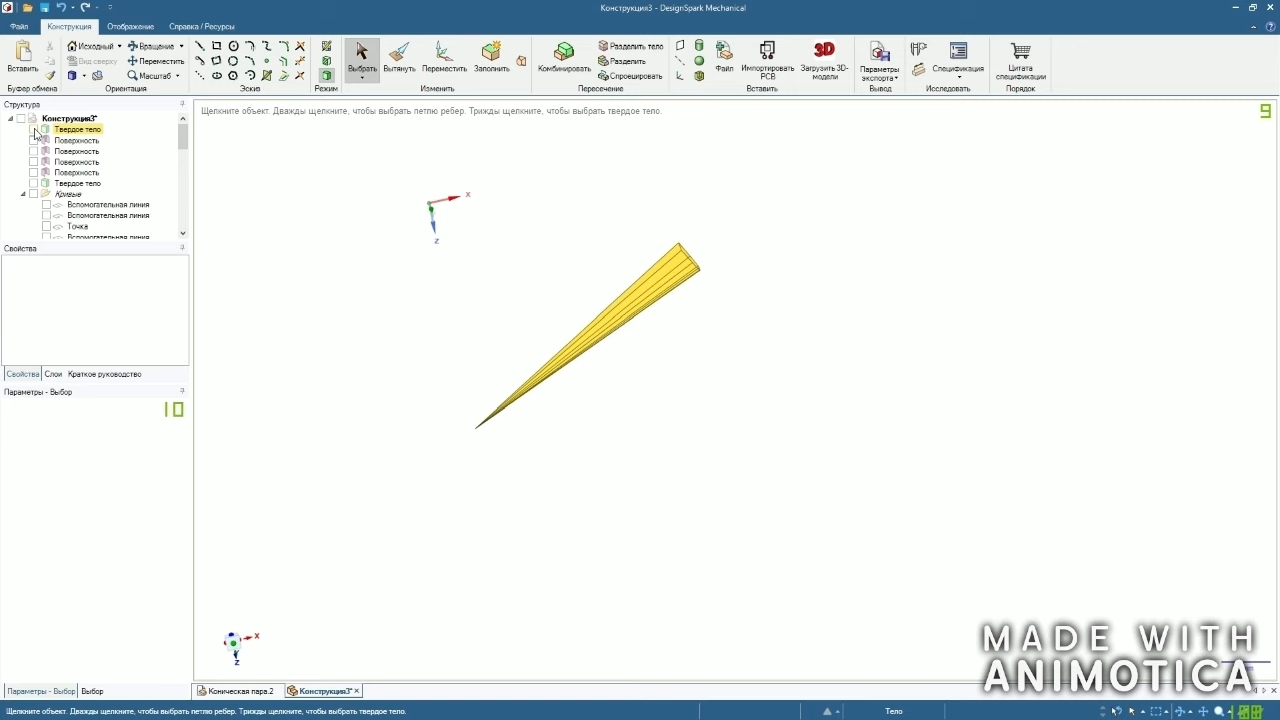 Конструкция3 - DesignSpark Mechanical
Файл Конструкция Отображение Справка / Ресурсы
Вставить
Исходный
Вид сверху
Вращение
Переместить
Масштаб
Выбрать
Вытянуть
Переместить
Заполнить
Комбинировать
Разделить тело
Разделить
Спроецировать
Файл
Импортировать PCB
Загрузить 3D-модели
3D
Параметры экспорта
Спецификация
Цитата спецификации
Буфер обмена Ориентация Эскиз Режим Изменить Пересечение Вставить Вывод Исследовать Порядок
Структура
Конструкция3*
Твердое тело
Поверхность
Поверхность
Поверхность
Поверхность
Твердое тело
Кривые
Вспомогательная линия
Вспомогательная линия
Точка
Вспомогательная линия
Свойства
Свойства Слои Краткое руководство
Параметры - Выбор
10
Щелкните объект. Дважды щелкните, чтобы выбрать петлю ребер. Трижды щелкните, чтобы выбрать твердое тело.
9
X
Z
X
Z
MADE WITH
ANIMOTICA
Параметры - Выбор Выбор
Коническая пара.2 Конструкция3*
Щелкните объект. Дважды щелкните, чтобы выбрать петлю ребер. Трижды щелкните, чтобы выбрать твердое тело.
Тело